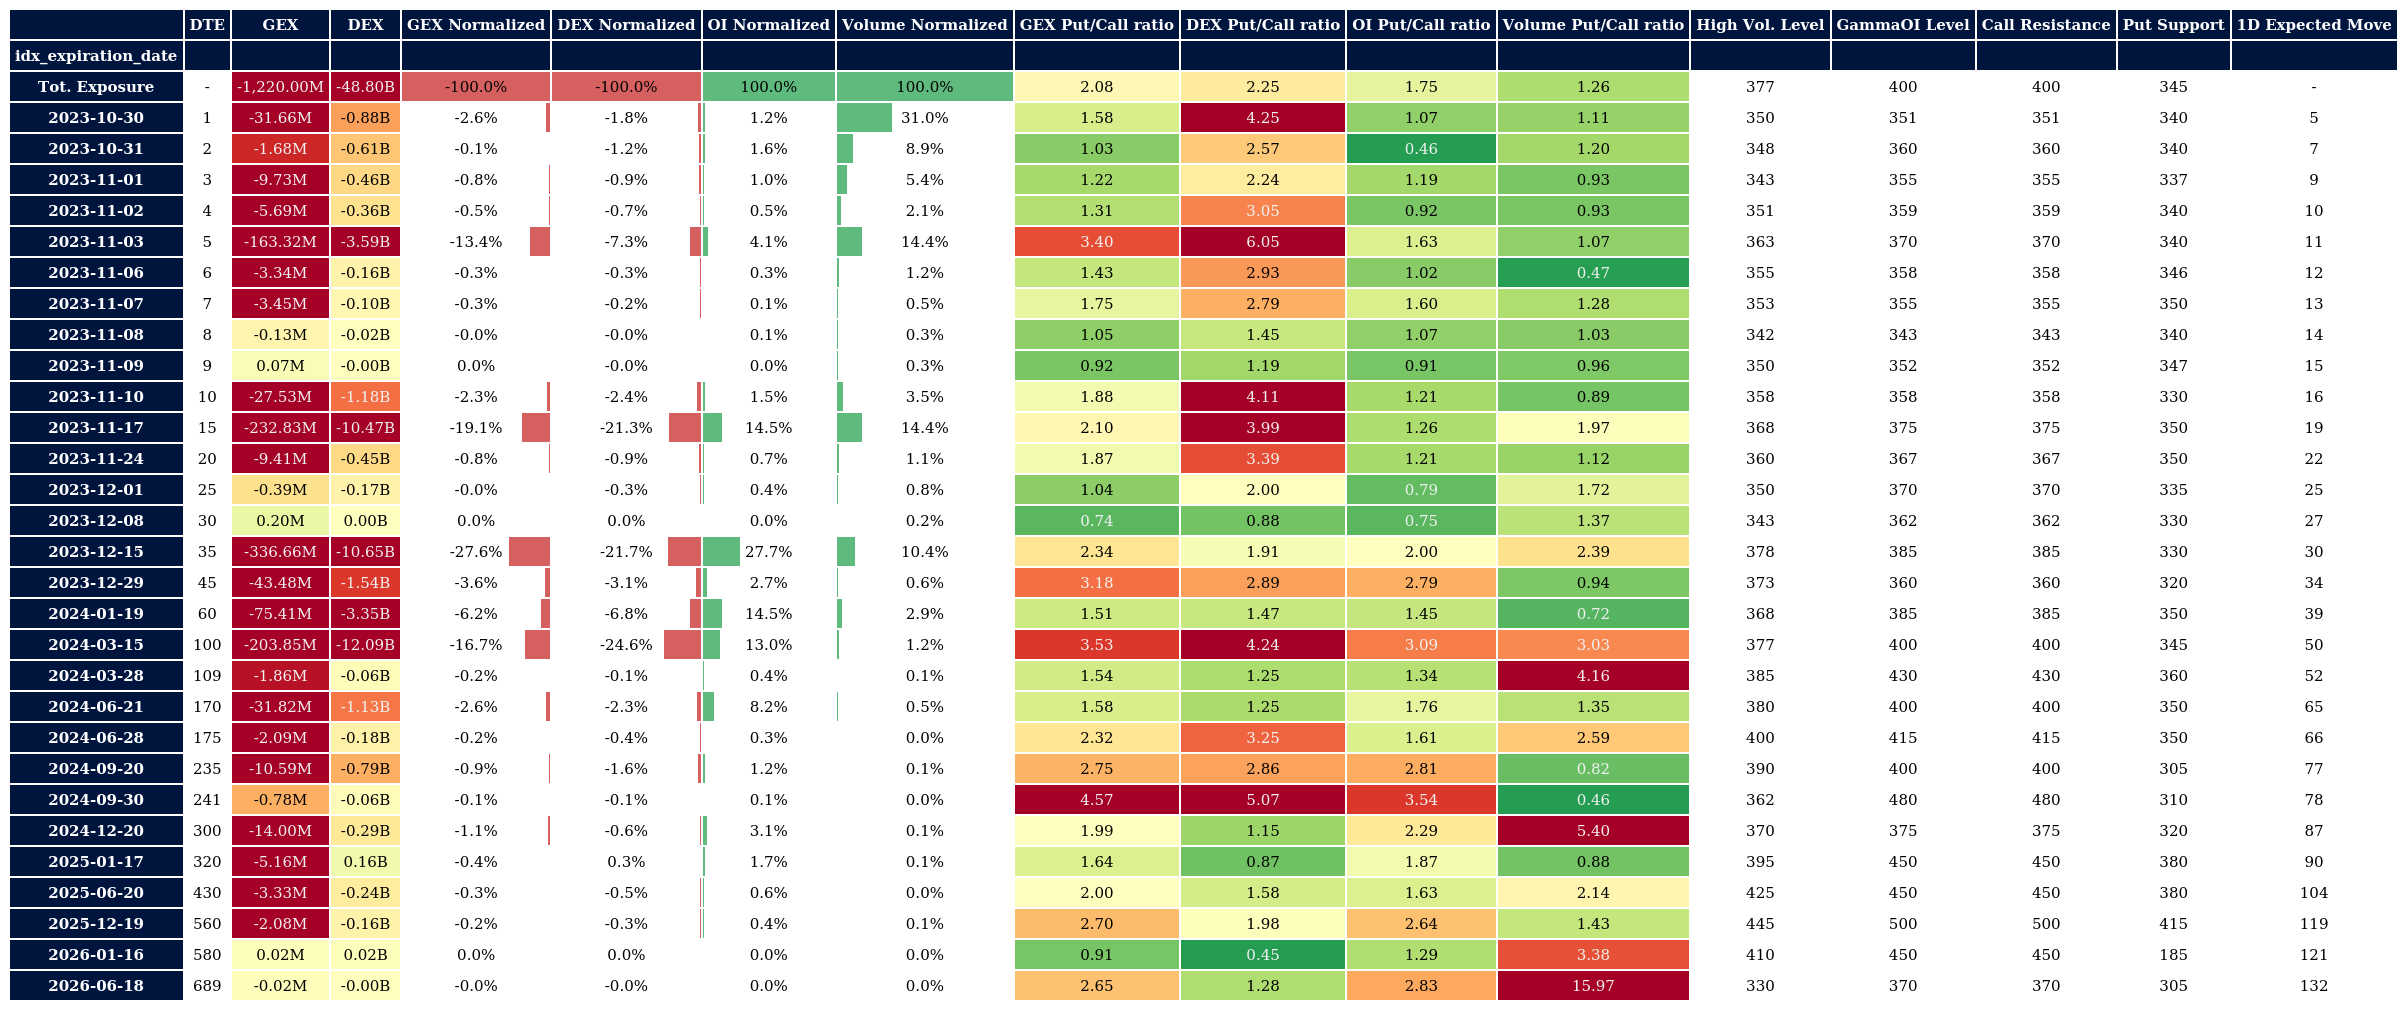 DTE GEX DEX GEX Normalized DEX Normalized OI Normalized Volume Normalized GEX Put/Call ratio DEX Put/Call ratio OI Put/Call ratio Volume Put/Call ratio High Vol. Level GammaOI Level Call Resistance Put Support 1D Expected Move
idx_expiration_date
Tot. Exposure - -1,220.00M -48.80B -100.0% -100.0% 100.0% 100.0% 2.08 2.25 1.75 1.26 377 400 400 345 -
2023-10-30 1 -31.66M -0.88B -2.6% -1.8% 1.2% 31.0% 1.58 4.25 1.07 1.11 350 351 351 340 5
2023-10-31 2 -1.68M -0.61B -0.1% -1.2% 1.6% 8.9% 1.03 2.57 0.46 1.20 348 360 360 340 7
2023-11-01 3 -9.73M -0.46B -0.8% -0.9% 1.0% 5.4% 1.22 2.24 1.19 0.93 343 355 355 337 9
2023-11-02 4 -5.69M -0.36B -0.5% -0.7% 0.5% 2.1% 1.31 3.05 0.92 0.93 351 359 359 340 10
2023-11-03 5 -163.32M -3.59B -13.4% -7.3% 4.1% 14.4% 3.40 6.05 1.63 1.07 363 370 370 340 11
2023-11-06 6 -3.34M -0.16B -0.3% -0.3% 0.3% 1.2% 1.43 2.93 1.02 0.47 355 358 358 346 12
2023-11-07 7 -3.45M -0.10B -0.3% -0.2% 0.1% 0.5% 1.75 2.79 1.60 1.28 353 355 355 350 13
2023-11-08 8 -0.13M -0.02B -0.0% -0.0% 0.1% 0.3% 1.05 1.45 1.07 1.03 342 343 343 340 14
2023-11-09 9 0.07M -0.00B 0.0% -0.0% 0.0% 0.3% 0.92 1.19 0.91 0.96 350 352 352 347 15
2023-11-10 10 -27.53M -1.18B -2.3% -2.4% 1.5% 3.5% 1.88 4.11 1.21 0.89 358 358 358 330 16
2023-11-17 15 -232.83M -10.47B -19.1% -21.3% 14.5% 14.4% 2.10 3.99 1.26 1.97 368 375 375 350 19
2023-11-24 20 -9.41M -0.45B -0.8% -0.9% 0.7% 1.1% 1.87 3.39 1.21 1.12 360 367 367 350 22
2023-12-01 25 -0.39M -0.17B -0.0% -0.3% 0.4% 0.8% 1.04 2.00 0.79 1.72 350 370 370 335 25
2023-12-08 30 0.20M 0.00B 0.0% 0.0% 0.0% 0.2% 0.74 0.88 0.75 1.37 343 362 362 330 27
2023-12-15 35 -336.66M -10.65B -27.6% -21.7% 27.7% 10.4% 2.34 1.91 2.00 2.39 378 385 385 330 30
2023-12-29 45 -43.48M -1.54B -3.6% -3.1% 2.7% 0.6% 3.18 2.89 2.79 0.94 373 360 360 320 34
2024-01-19 60 -75.41M -3.35B -6.2% -6.8% 14.5% 2.9% 1.51 1.47 1.45 0.72 368 385 385 350 39
2024-03-15 100 -203.85M -12.09B -16.7% -24.6% 13.0% 1.2% 3.53 4.24 3.09 3.03 377 400 400 345 50
2024-03-28 109 -1.86M -0.06B -0.2% -0.1% 0.4% 0.1% 1.54 1.25 1.34 4.16 385 430 430 360 52
2024-06-21 170 -31.82M -1.13B -2.6% -2.3% 8.2% 0.5% 1.58 1.25 1.76 1.35 380 400 400 350 65
2024-06-28 175 -2.09M -0.18B -0.2% -0.4% 0.3% 0.0% 2.32 3.25 1.61 2.59 400 415 415 350 66
2024-09-20 235 -10.59M -0.79B -0.9% -1.6% 1.2% 0.1% 2.75 2.86 2.81 0.82 390 400 400 305 77
2024-09-30 241 -0.78M -0.06B -0.1% -0.1% 0.1% 0.0% 4.57 5.07 3.54 0.46 362 480 480 310 78
2024-12-20 300 -14.00M -0.29B -1.1% -0.6% 3.1% 0.1% 1.99 1.15 2.29 5.40 370 375 375 320 87
2025-01-17 320 -5.16M 0.16B -0.4% 0.3% 1.7% 0.1% 1.64 0.87 1.87 0.88 395 450 450 380 90
2025-06-20 430 -3.33M -0.24B -0.3% -0.5% 0.6% 0.0% 2.00 1.58 1.63 2.14 425 450 450 380 104
2025-12-19 560 -2.08M -0.16B -0.2% -0.3% 0.4% 0.1% 2.70 1.98 2.64 1.43 445 500 500 415 119
2026-01-16 580 0.02M 0.02B 0.0% 0.0% 0.0% 0.0% 0.91 0.45 1.29 3.38 410 450 450 185 121
2026-06-18 689 -0.02M -0.00B -0.0% -0.0% 0.0% 0.0% 2.65 1.28 2.83 15.97 330 370 370 305 132